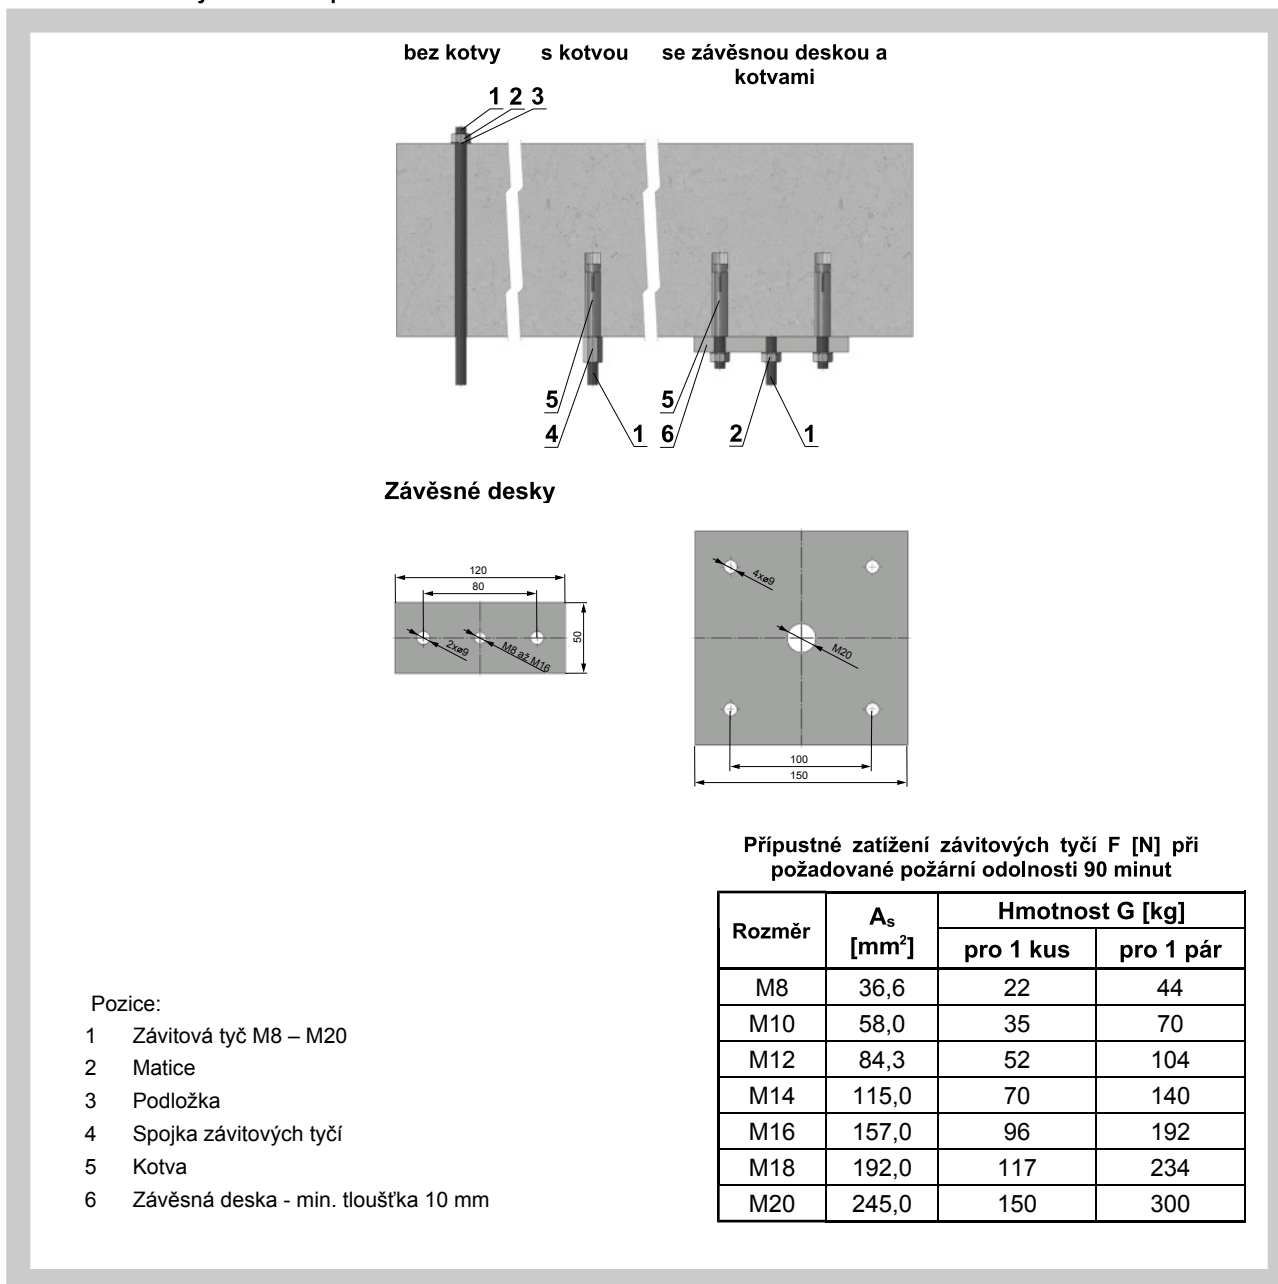 bez kotvy s kotvou se závěsnou deskou a
kotvami
1 2 3
5 5
4 1 6 2 1
Závěsné desky
120
80
50
2xø9
M8 až M16
4xø9
M20
100
150
Přípustné zatížení závitových tyčí F [N] při
požadované požární odolnosti 90 minut
Rozměr As [mm²] Hmotnost G [kg]
pro 1 kus pro 1 pár
M8 36,6 22 44
M10 58,0 35 70
M12 84,3 52 104
M14 115,0 70 140
M16 157,0 96 192
M18 192,0 117 234
M20 245,0 150 300
Pozice:
1 Závitová tyč M8 – M20
2 Matice
3 Podložka
4 Spojka závitových tyčí
5 Kotva
6 Závěsná deska - min. tloušťka 10 mm